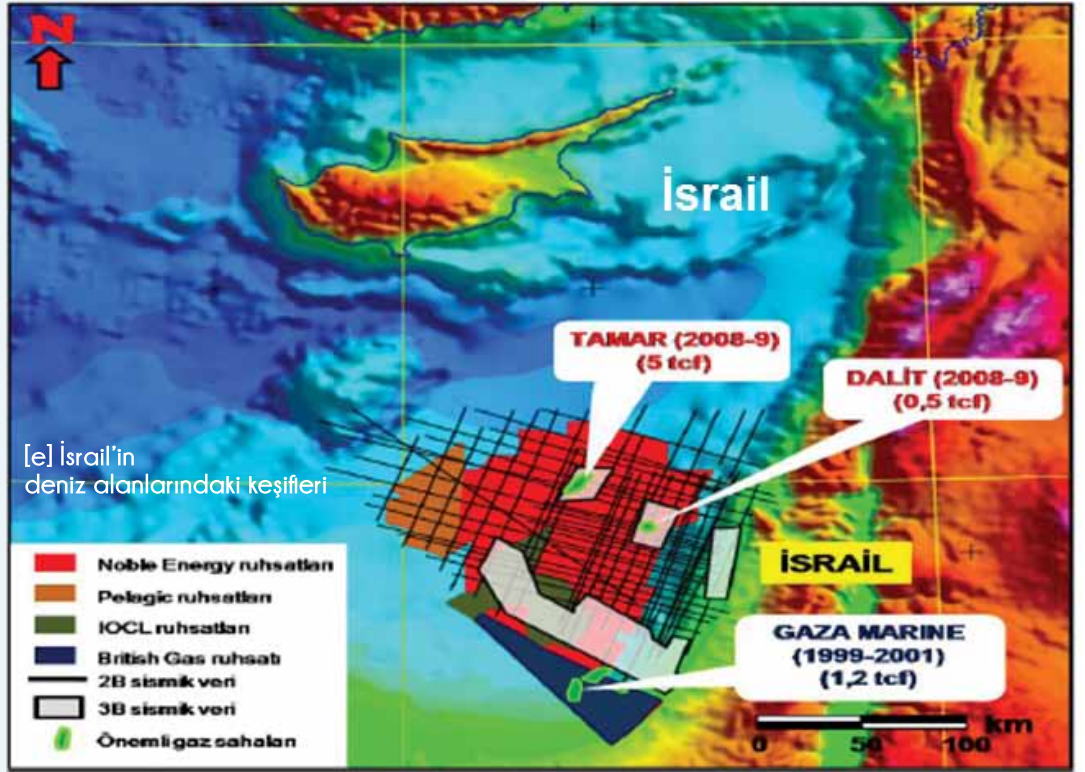 N
İsrail
TAMAR (2008-9)
(5 tcf)
DALİT (2008-9)
(0,5 tcf)
[e] İsrail'in
deniz alanlarındaki keşifleri
İSRAİL
GAZA MARINE
(1999-2001)
(1,2 tcf)
Noble Energy ruhsatları
Pelagic ruhsatları
IOCL ruhsatları
British Gas ruhsatı
2B sismik veri
3B sismik veri
Önemli gaz sahaları
km
0 50 100